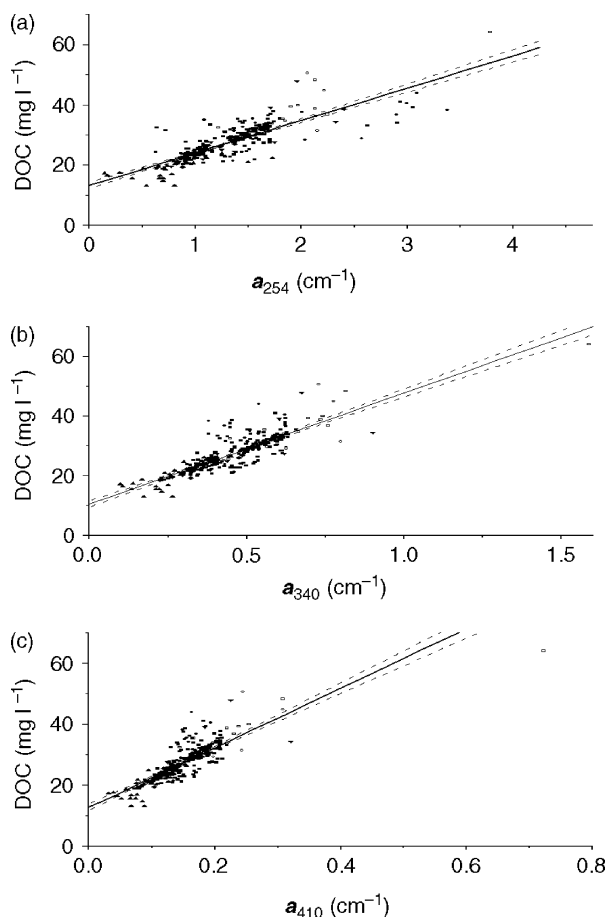 (a)
DOC (mg l⁻¹)
60
40
20
0
0 1 2 3 4
a₂₅₄ (cm⁻¹)
(b)
DOC (mg l⁻¹)
60
40
20
0
0.0 0.5 1.0 1.5
a₃₄₀ (cm⁻¹)
(c)
DOC (mg l⁻¹)
60
40
20
0
0.0 0.2 0.4 0.6 0.8
a₄₁₀ (cm⁻¹)